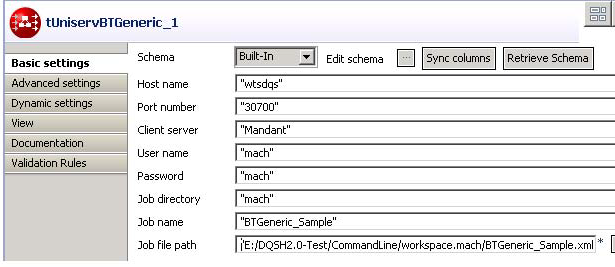 tUniservBTGeneric_1
Basic settings
Advanced settings
Dynamic settings
View
Documentation
Validation Rules
Schema Built-In Edit schema ... Sync columns Retrieve Schema
Host name "wtsdqs"
Port number "30700"
Client server "Mandant"
User name "mach"
Password "mach"
Job directory "mach"
Job name "BTGeneric_Sample"
Job file path 'E:/DQSH2.0-Test/CommandLine/workspace.mach/BTGeneric_Sample.xml *